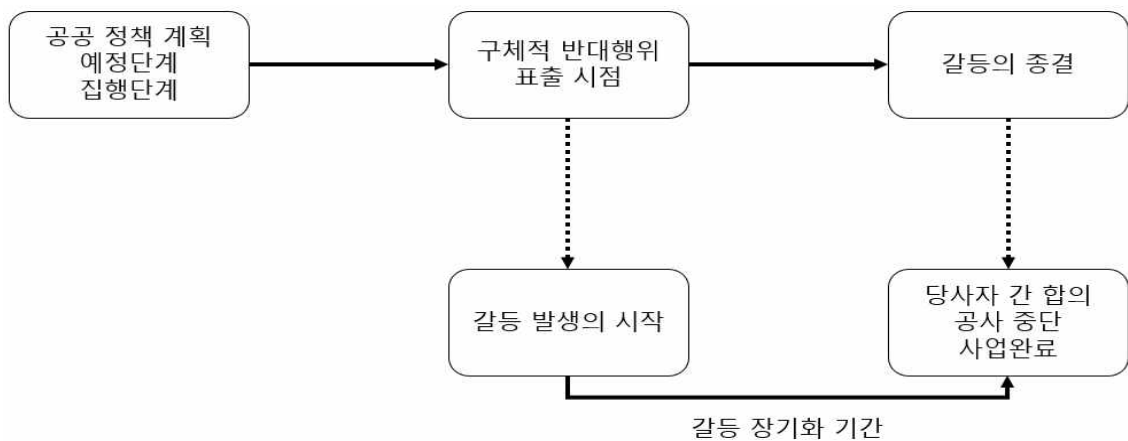 공공 정책 계획
예정단계
집행단계
구체적 반대행위
표출 시점
갈등의 종결
갈등 발생의 시작
당사자 간 합의
공사 중단
사업완료
갈등 장기화 기간